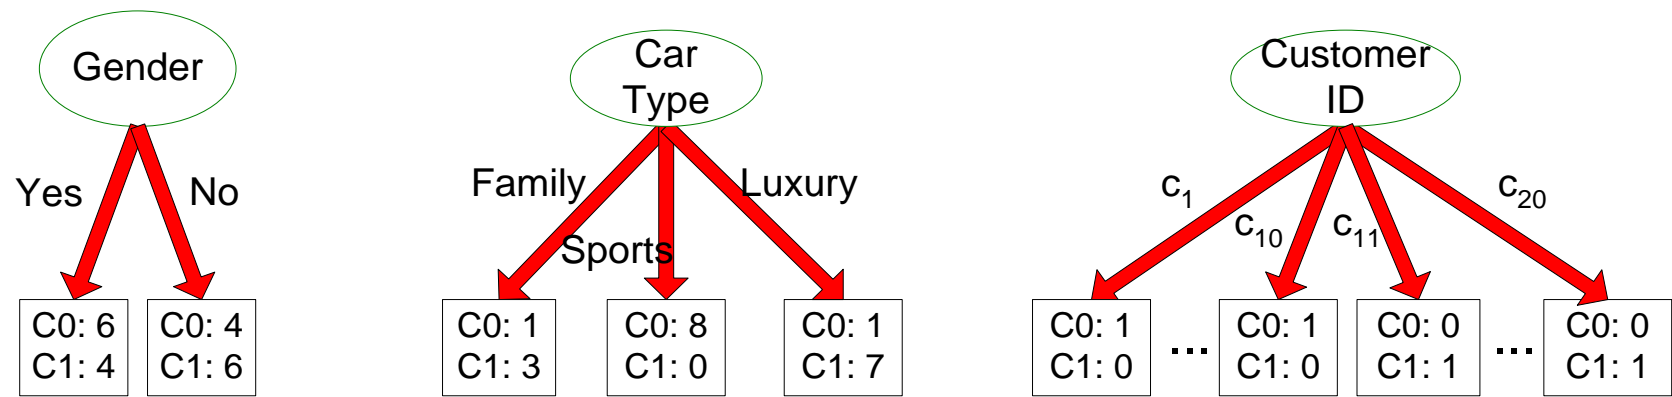 Gender
Yes
No
C0: 6
C1: 4
C0: 4
C1: 6
Car
Type
Family
Sports
Luxury
C0: 1
C1: 3
C0: 8
C1: 0
C0: 1
C1: 7
Customer
ID
c1
c10
c11
c20
C0: 1
C1: 0
...
C0: 1
C1: 0
C0: 0
C1: 1
...
C0: 0
C1: 1